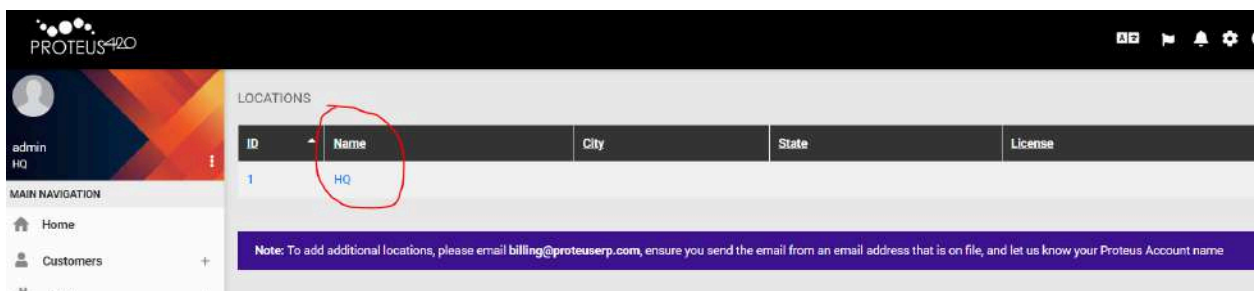 PROTEUS420
LOCATIONS
admin
HQ
ID Name City State License
1 HQ
MAIN NAVIGATION
Home
Customers +
Note: To add additional locations, please email billing@proteuserp.com, ensure you send the email from an email address that is on file, and let us know your Proteus Account name